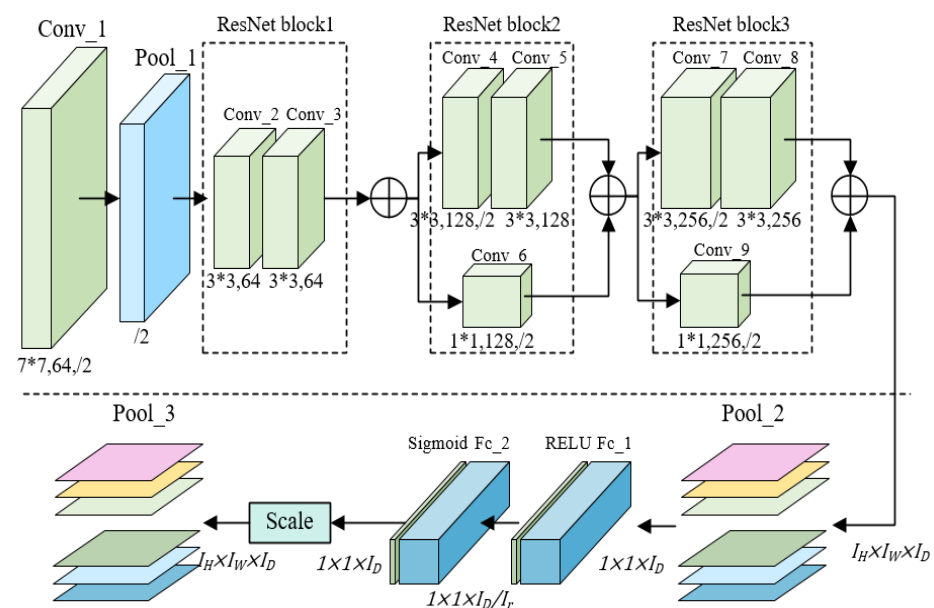 Conv_1
Pool_1
ResNet block1
ResNet block2
ResNet block3
Conv_2
Conv_3
Conv_4
Conv_5
Conv_7
Conv_8
3*3,64
3*3,64
3*3,128,/2
3*3,128
3*3,256,/2
3*3,256
Conv_6
Conv_9
7*7,64,/2
/2
1*1,128,/2
1*1,256,/2
Pool_3
Sigmoid Fc_2
RELU Fc_1
Pool_2
Scale
I_H×I_W×I_D
1×1×I_D
1×1×I_D/I_r
1×1×I_D
I_H×I_W×I_D